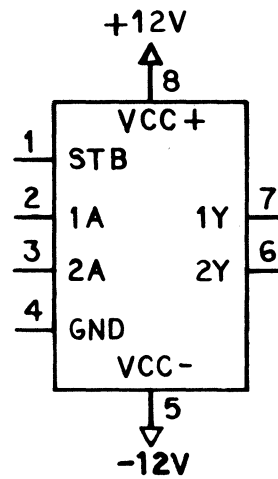 +12V
8
VCC+
1 STB
2 1A 1Y 7
3 2A 2Y 6
4 GND
VCC-
5
-12V